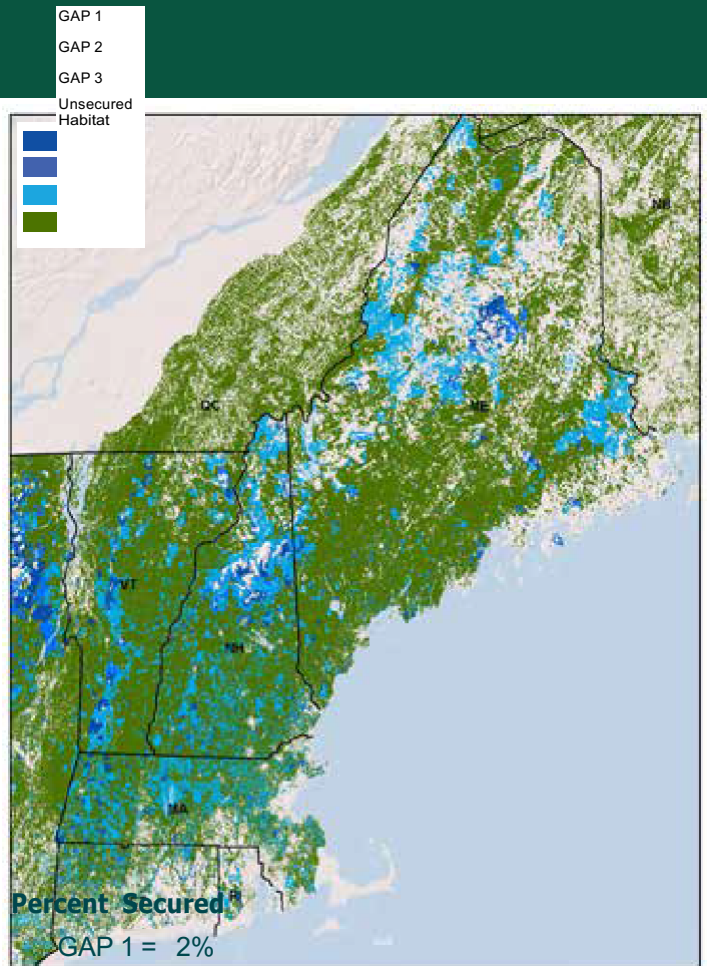 GAP 1
GAP 2
GAP 3
Unsecured
Habitat
NB
QC
ME
VT
NH
MA
RI
Percent Secured
GAP 1 = 2%